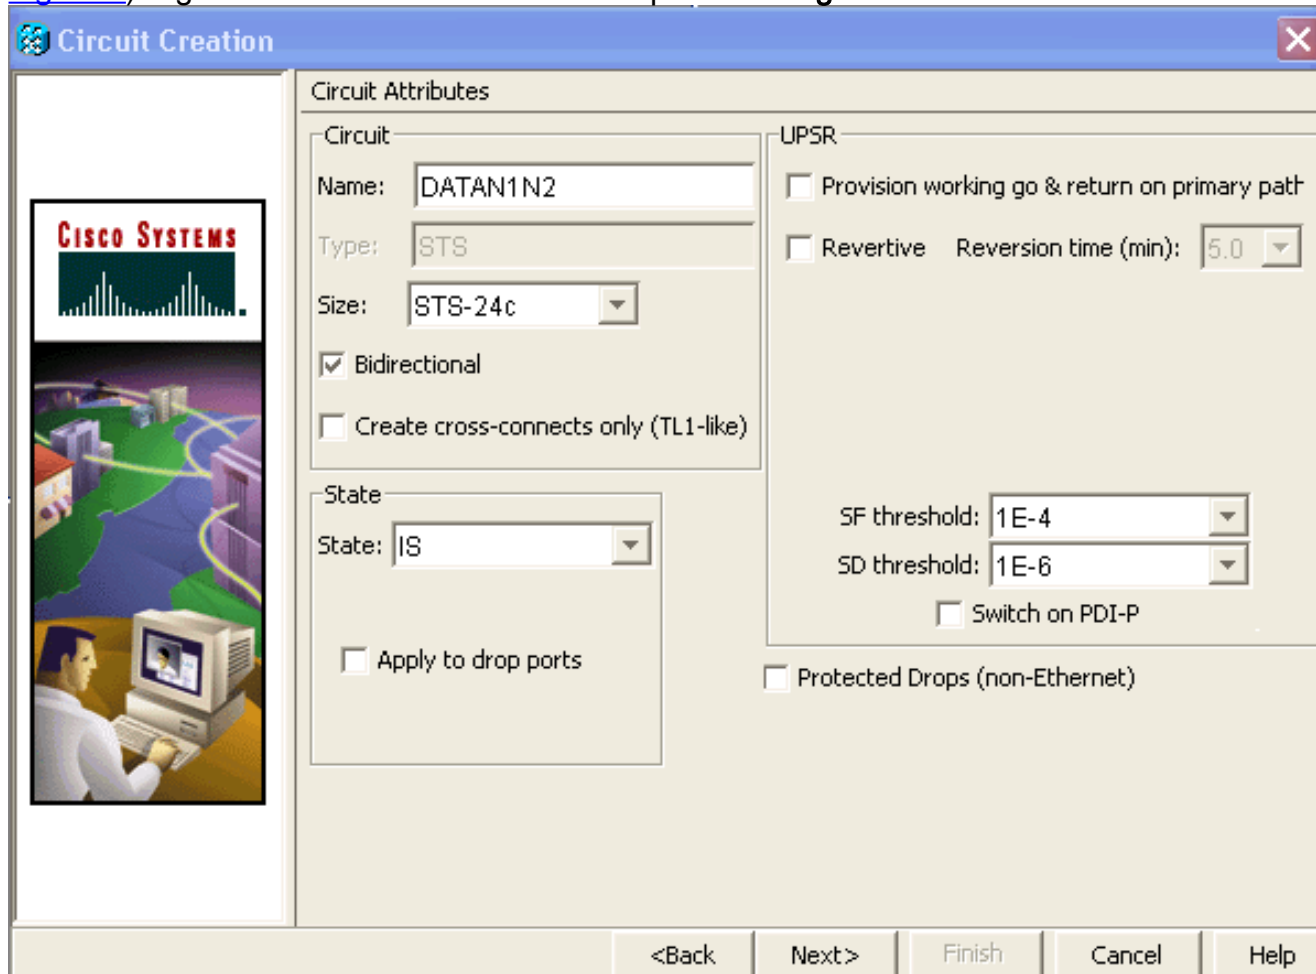 Circuit Creation
Circuit Attributes
CISCO SYSTEMS
Circuit
Name: DATAN1N2
Type: STS
Size: STS-24c
Bidirectional
Create cross-connects only (TL1-like)
State
State: IS
Apply to drop ports
UPSR
Provision working go & return on primary path
Revertive Reversion time (min): 5.0
SF threshold: 1E-4
SD threshold: 1E-6
Switch on PDI-P
Protected Drops (non-Ethernet)
<Back Next> Finish Cancel Help